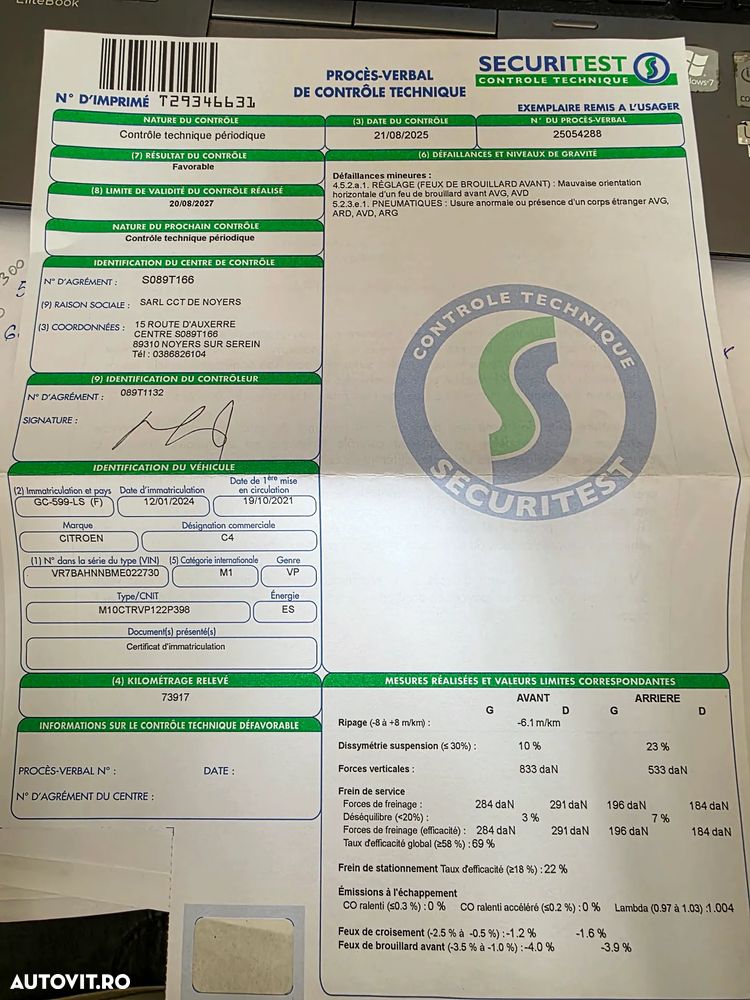 EliteBook
N° D'IMPRIMÉ T29346631
PROCÈS-VERBAL
DE CONTRÔLE TECHNIQUE
SECURITEST
CONTROLE TECHNIQUE
EXEMPLAIRE REMIS A L'USAGER
NATURE DU CONTRÔLE
Contrôle technique périodique
(3) DATE DU CONTRÔLE
21/08/2025
N° DU PROCÈS-VERBAL
25054288
(7) RÉSULTAT DU CONTRÔLE
Favorable
(8) LIMITE DE VALIDITÉ DU CONTRÔLE RÉALISÉ
20/08/2027
NATURE DU PROCHAIN CONTRÔLE
Contrôle technique périodique
(6) DÉFAILLANCES ET NIVEAUX DE GRAVITÉ
Défaillances mineures :
4.5.2.a.1. RÉGLAGE (FEUX DE BROUILLARD AVANT) : Mauvaise orientation
horizontale d'un feu de brouillard avant AVG, AVD
5.2.3.e.1. PNEUMATIQUES : Usure anormale ou présence d'un corps étranger AVG,
ARD, AVD, ARG
IDENTIFICATION DU CENTRE DE CONTRÔLE
N° D'AGRÉMENT : S089T166
(9) RAISON SOCIALE : SARL CCT DE NOYERS
(3) COORDONNÉES : 15 ROUTE D'AUXERRE
CENTRE S089T166
89310 NOYERS SUR SEREIN
Tél : 0386826104
(9) IDENTIFICATION DU CONTRÔLEUR
N° D'AGRÉMENT : 089T1132
SIGNATURE :
CONTROLE TECHNIQUE
SECURITEST
IDENTIFICATION DU VÉHICULE
(2) Immatriculation et pays
GC-599-LS (F)
Date d'immatriculation
12/01/2024
Date de 1ère mise
en circulation
19/10/2021
Marque
CITROEN
Désignation commerciale
C4
(1) N° dans la série du type (VIN)
VR7BAHNNBME022730
(5) Catégorie internationale
M1
Genre
VP
Type/CNIT
M10CTRVP122P398
Énergie
ES
Document(s) présenté(s)
Certificat d'immatriculation
(4) KILOMÉTRAGE RELEVÉ
73917
INFORMATIONS SUR LE CONTRÔLE TECHNIQUE DÉFAVORABLE
PROCÈS-VERBAL N° : DATE :
N° D'AGRÉMENT DU CENTRE :
MESURES RÉALISÉES ET VALEURS LIMITES CORRESPONDANTES
AVANT ARRIERE
G D G D
Ripage (-8 à +8 m/km) : -6.1 m/km
Dissymétrie suspension (≤ 30%) : 10 % 23 %
Forces verticales : 833 daN 533 daN
Frein de service
Forces de freinage : 284 daN 291 daN 196 daN 184 daN
Déséquilibre (<20%) : 3 % 7 %
Forces de freinage (efficacité) : 284 daN 291 daN 196 daN 184 daN
Taux d'efficacité global (≥58 %) : 69 %
Frein de stationnement Taux d'efficacité (≥18 %) : 22 %
Émissions à l'échappement
CO ralenti (≤0.3 %) : 0 % CO ralenti accéléré (≤0.2 %) : 0 % Lambda (0.97 à 1.03) :1.004
Feux de croisement (-2.5 % à -0.5 %) :-1.2 % -1.6 %
Feux de brouillard avant (-3.5 % à -1.0 %) :-4.0 % -3.9 %
AUTOVIT.RO